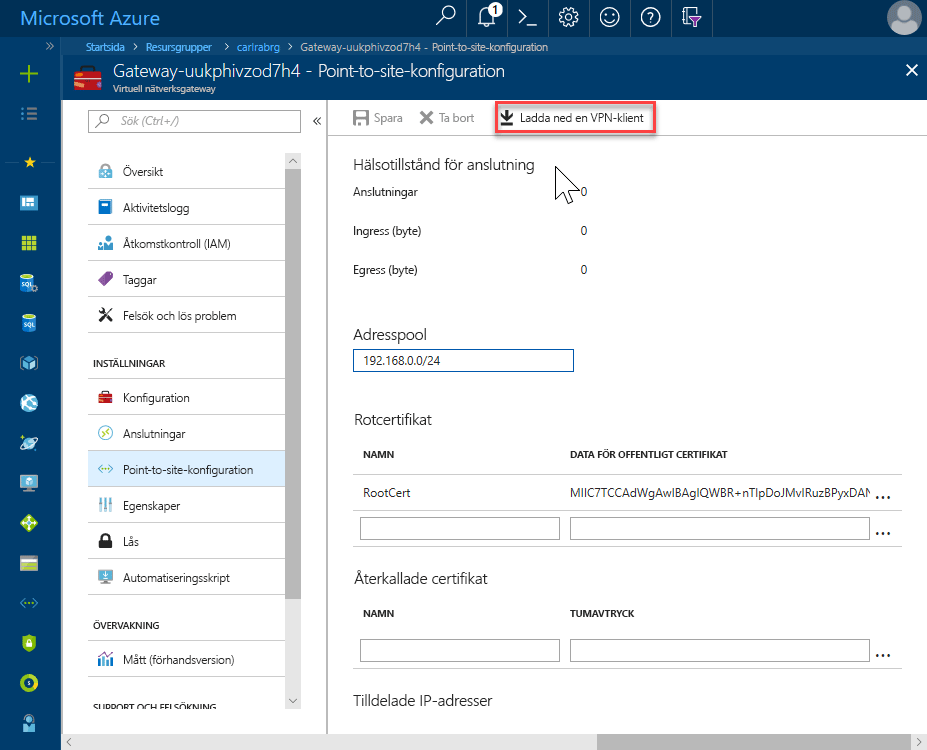 Microsoft Azure
1
Startsida > Resursgrupper > carlrabrg > Gateway-uukphivzod7h4 - Point-to-site-konfiguration
Gateway-uukphivzod7h4 - Point-to-site-konfiguration
Virtuell nätverksgateway
Sök (Ctrl+/)
Översikt
Aktivitetslogg
Åtkomstkontroll (IAM)
Taggar
Felsök och lös problem
INSTÄLLNINGAR
Konfiguration
Anslutningar
Point-to-site-konfiguration
Egenskaper
Lås
Automatiseringsskript
ÖVERVAKNING
Mått (förhandsversion)
SUPPORT OCH FELSÖKNING
Spara
Ta bort
Ladda ned en VPN-klient
Hälsotillstånd för anslutning
Anslutningar 0
Ingress (byte) 0
Egress (byte) 0
Adresspool
192.168.0.0/24
Rotcertifikat
NAMN DATA FÖR OFFENTLIGT CERTIFIKAT
RootCert
...
...
Återkallade certifikat
NAMN TUMAVTRYCK
...
Tilldelade IP-adresser
SQL
SQL